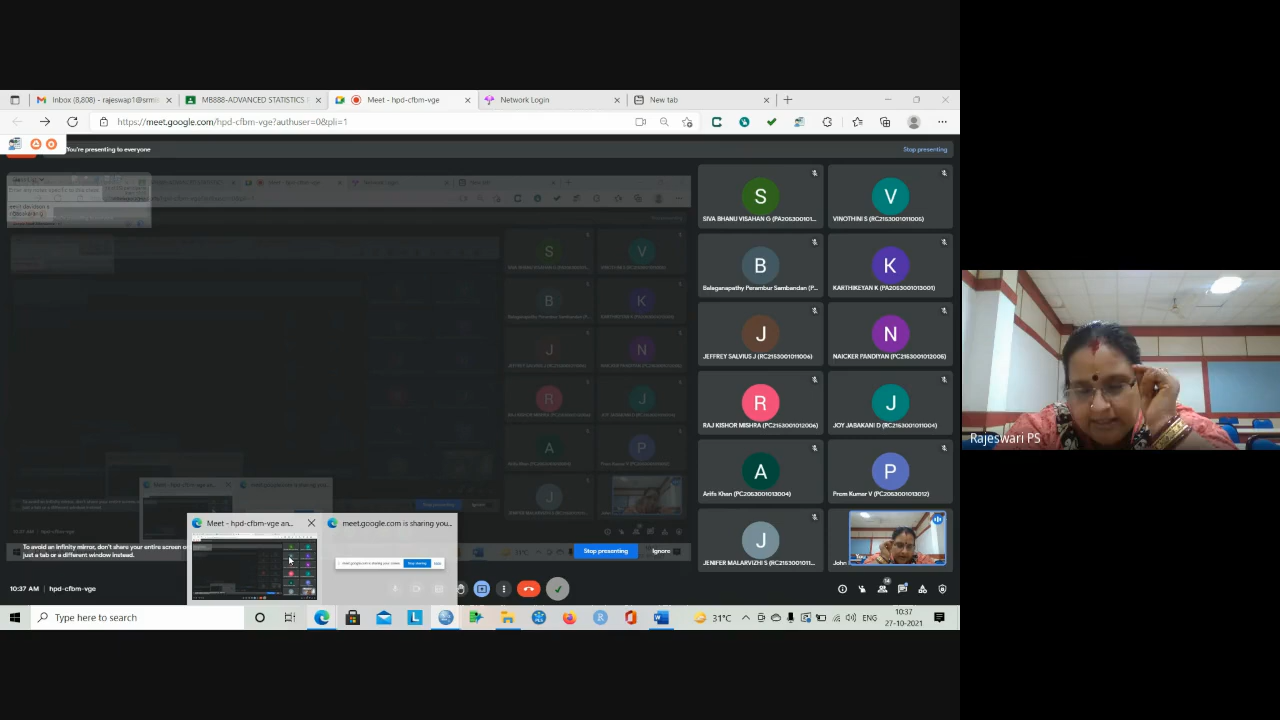 Inbox (8,808) - rajeswap1@srm
MB888-ADVANCED STATISTICS
Meet - hpd-cfbm-vge
Network Login
New tab
https://meet.google.com/hpd-cfbm-vge?authuser=0&pli=1
You're presenting to everyone
Stop presenting
SIVA BHANU VISAHAN G (PA205300101...
VINOTHINI S (RC2153001011005)
Balaganapathy Perambur Sambandan (P...
KARTHIKEYAN K (PA2053001013001)
JEFFREY SALVIUS J (RC2153001011006)
NAICKER PANDIYAN (PC2153001012005)
RAJ KISHOR MISHRA (PC2153001012006)
JOY JABAKANI D (RC2153001011004)
Arifs Khan (PC2053001013004)
Prem Kumar V (PC2053001013012)
JENIFER MALARVIZHI S (RC2153001011...
John
Rajeswari PS
Meet - hpd-cfbm-vge an...
meet.google.com is sharing you...
To avoid an infinity mirror, don't share your entire screen o
just a tab or a different window instead.
Stop presenting
Ignore
10:37 AM
hpd-cfbm-vge
14
Type here to search
31°C
ENG
10:37
27-10-2021
S
V
B
K
J
N
R
J
A
P
J